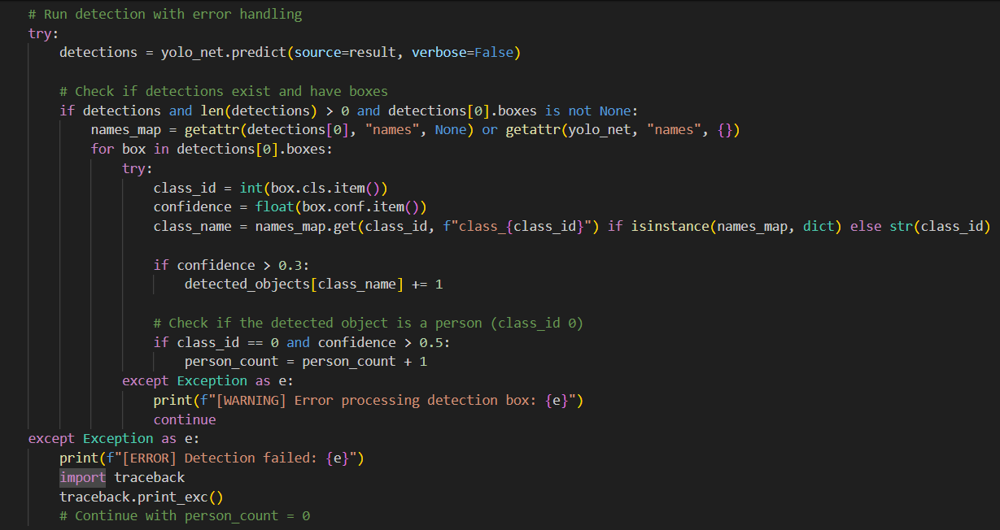 # Run detection with error handling
try:
    detections = yolo_net.predict(source=result, verbose=False)

    # Check if detections exist and have boxes
    if detections and len(detections) > 0 and detections[0].boxes is not None:
        names_map = getattr(detections[0], "names", None) or getattr(yolo_net, "names", {})
        for box in detections[0].boxes:
            try:
                class_id = int(box.cls.item())
                confidence = float(box.conf.item())
                class_name = names_map.get(class_id, f"class_{class_id}") if isinstance(names_map, dict) else str(class_id)

                if confidence > 0.3:
                    detected_objects[class_name] += 1

                # Check if the detected object is a person (class_id 0)
                if class_id == 0 and confidence > 0.5:
                    person_count = person_count + 1
            except Exception as e:
                print(f"[WARNING] Error processing detection box: {e}")
                continue
except Exception as e:
    print(f"[ERROR] Detection failed: {e}")
    import traceback
    traceback.print_exc()
    # Continue with person_count = 0